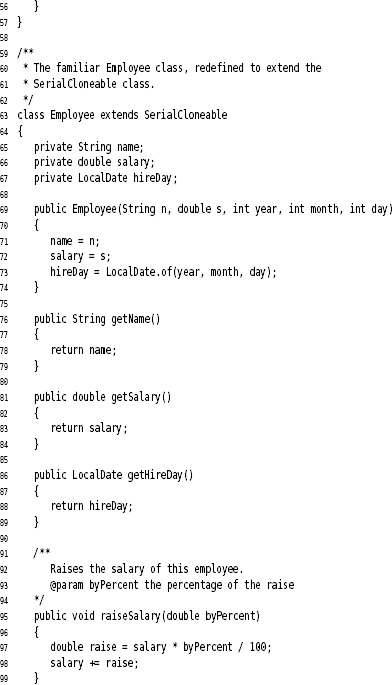 56    }
57 }
58
59 /**
60  * The familiar Employee class, redefined to extend the
61  * SerialCloneable class.
62  */
63 class Employee extends SerialCloneable
64 {
65    private String name;
66    private double salary;
67    private LocalDate hireDay;
68
69    public Employee(String n, double s, int year, int month, int day)
70    {
71       name = n;
72       salary = s;
73       hireDay = LocalDate.of(year, month, day);
74    }
75
76    public String getName()
77    {
78       return name;
79    }
80
81    public double getSalary()
82    {
83       return salary;
84    }
85
86    public LocalDate getHireDay()
87    {
88       return hireDay;
89    }
90
91    /**
92       Raises the salary of this employee.
93       @param byPercent the percentage of the raise
94    */
95    public void raiseSalary(double byPercent)
96    {
97       double raise = salary * byPercent / 100;
98       salary += raise;
99    }